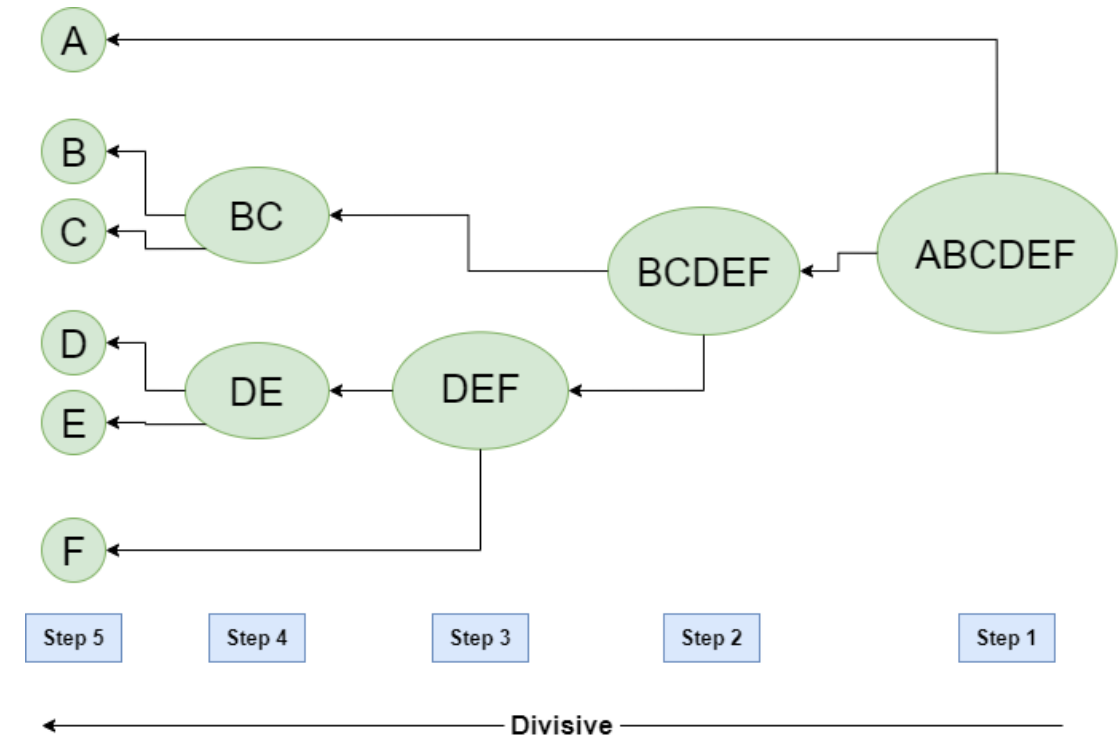 A
B
C
BC
BCDEF
ABCDEF
D
E
DE
DEF
F
Step 5
Step 4
Step 3
Step 2
Step 1
Divisive